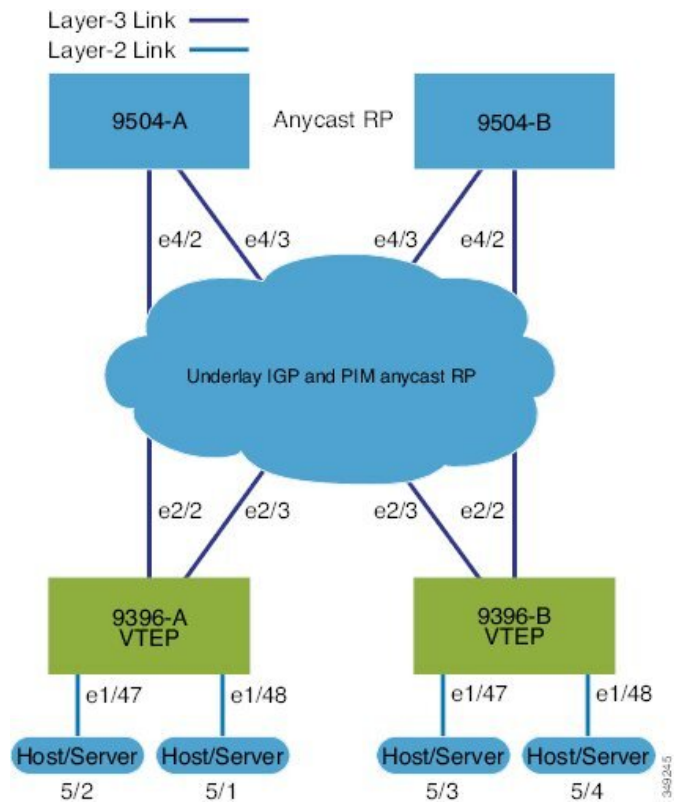 Layer-3 Link
Layer-2 Link
9504-A
Anycast RP
9504-B
e4/2
e4/3
e4/3
e4/2
Underlay IGP and PIM anycast RP
e2/2
e2/3
e2/3
e2/2
9396-A
VTEP
9396-B
VTEP
e1/47
e1/48
e1/47
e1/48
Host/Server
Host/Server
Host/Server
Host/Server
5/2
5/1
5/3
5/4
349245